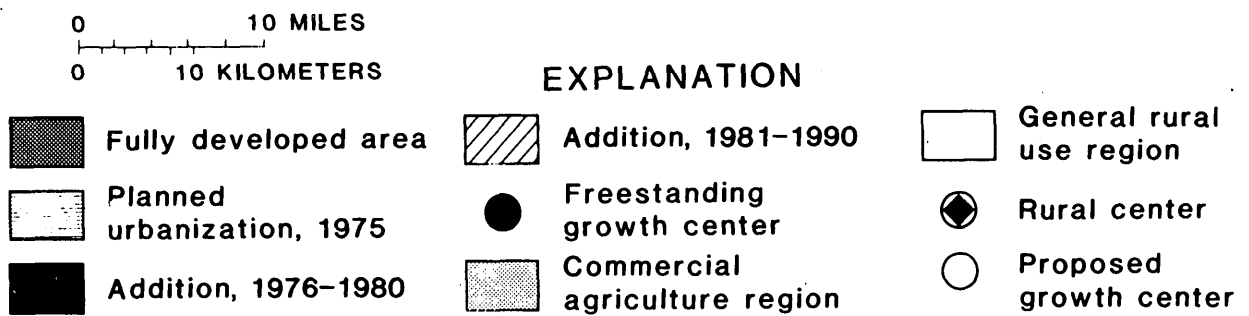 0 10 MILES
0 10 KILOMETERS
EXPLANATION
Fully developed area
Planned
urbanization, 1975
Addition, 1976–1980
Addition, 1981–1990
Freestanding
growth center
Commercial
agriculture region
General rural
use region
Rural center
Proposed
growth center